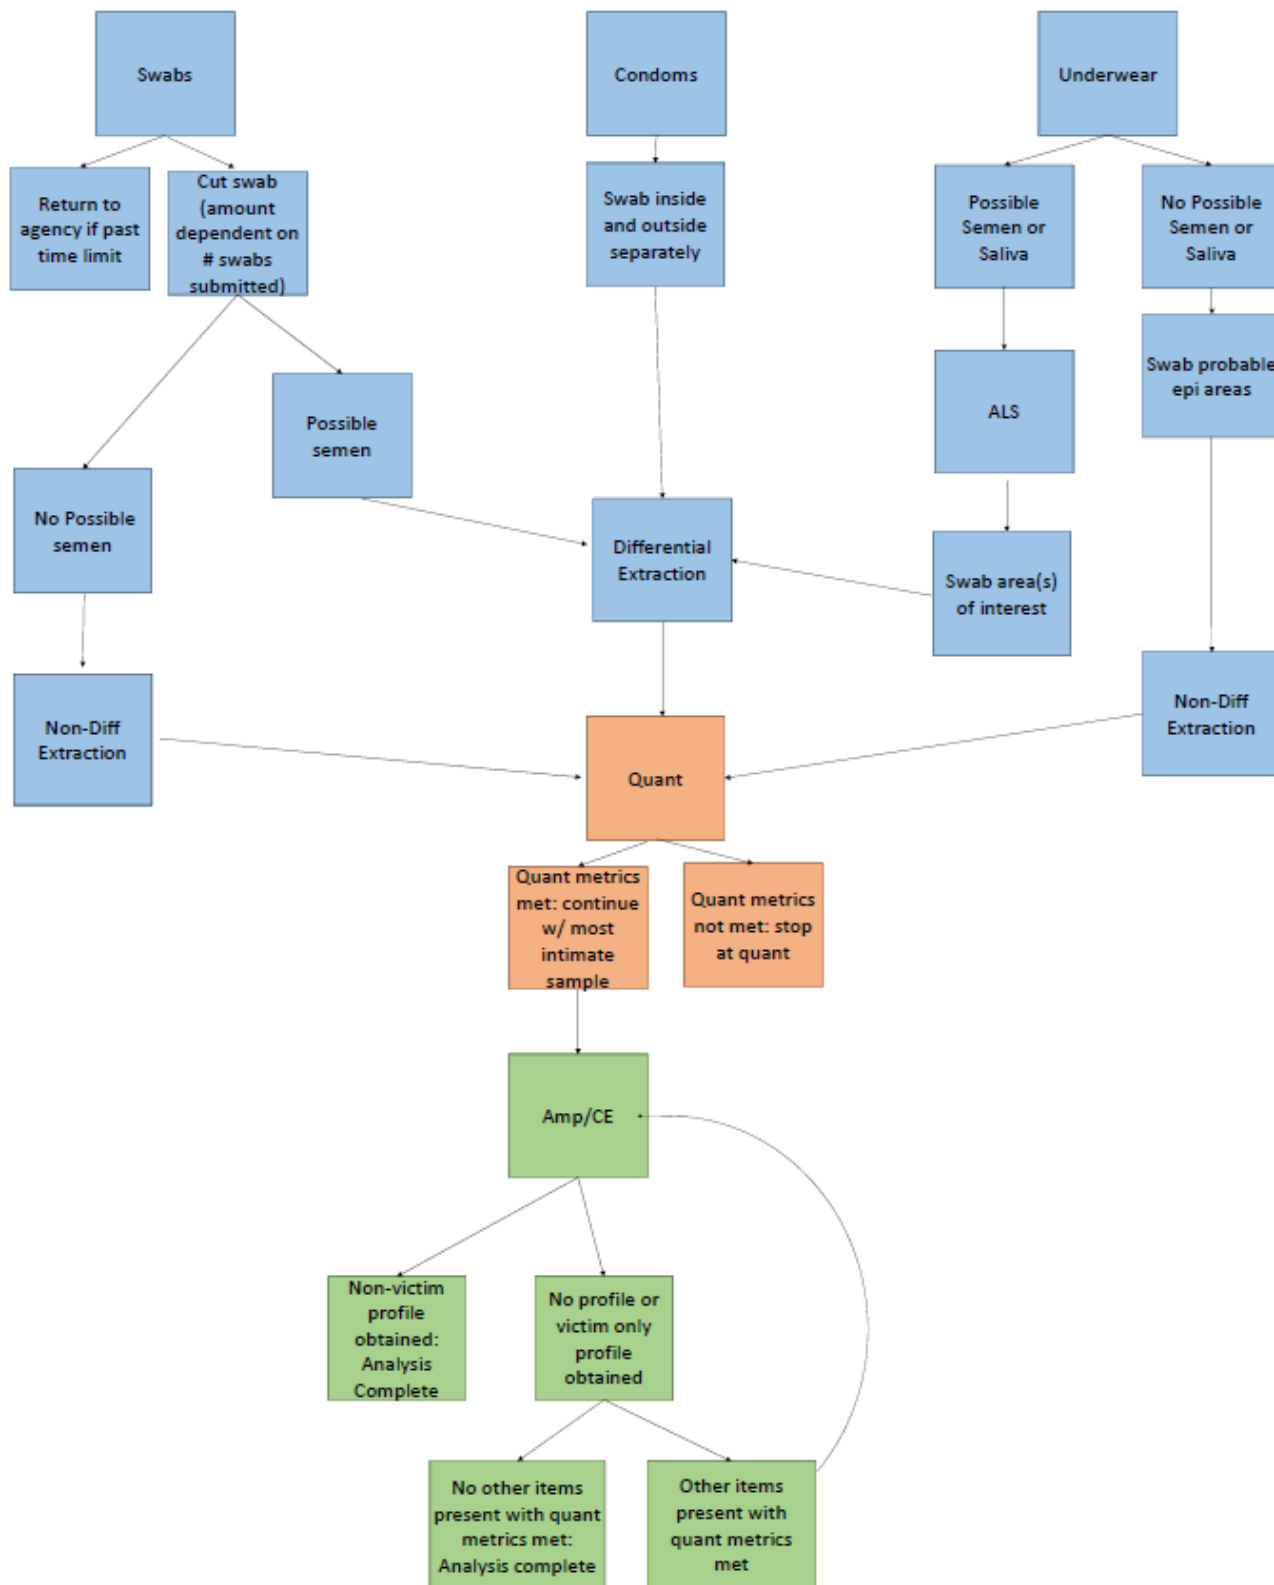 Swabs
Condoms
Underwear
Return to
agency if past
time limit
Cut swab
(amount
dependent on
# swabs
submitted)
Swab inside
and outside
separately
Possible
Semen or
Saliva
No Possible
Semen or
Saliva
Swab probable
epi areas
ALS
Possible
semen
No Possible
semen
Differential
Extraction
Swab area(s)
of interest
Non-Diff
Extraction
Non-Diff
Extraction
Quant
Quant metrics
met: continue
w/ most
intimate
sample
Quant metrics
not met: stop
at quant
Amp/CE
Non-victim
profile
obtained:
Analysis
Complete
No profile or
victim only
profile
obtained
No other items
present with quant
metrics met:
Analysis complete
Other items
present with
quant metrics
met